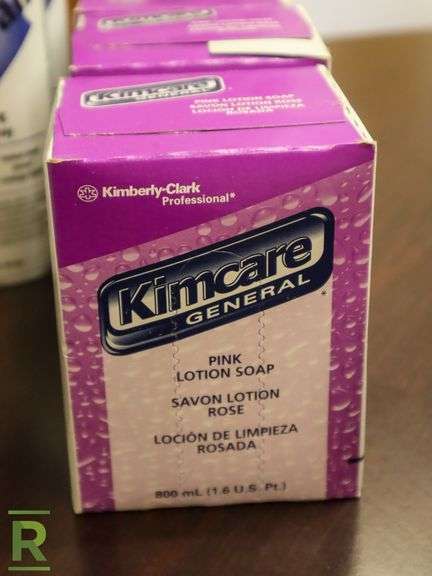 Kimcare
GENERAL
PINK LOTION SOAP
SAVON LOTION ROSE
LOCIÓN DE LIMPIEZA
ROSADA
Kimberly-Clark
Professional*
Kimcare
GENERAL
*
PINK
LOTION SOAP
SAVON LOTION
ROSE
LOCIÓN DE LIMPIEZA
ROSADA
800 mL (1.6 U.S. Pt.)
R